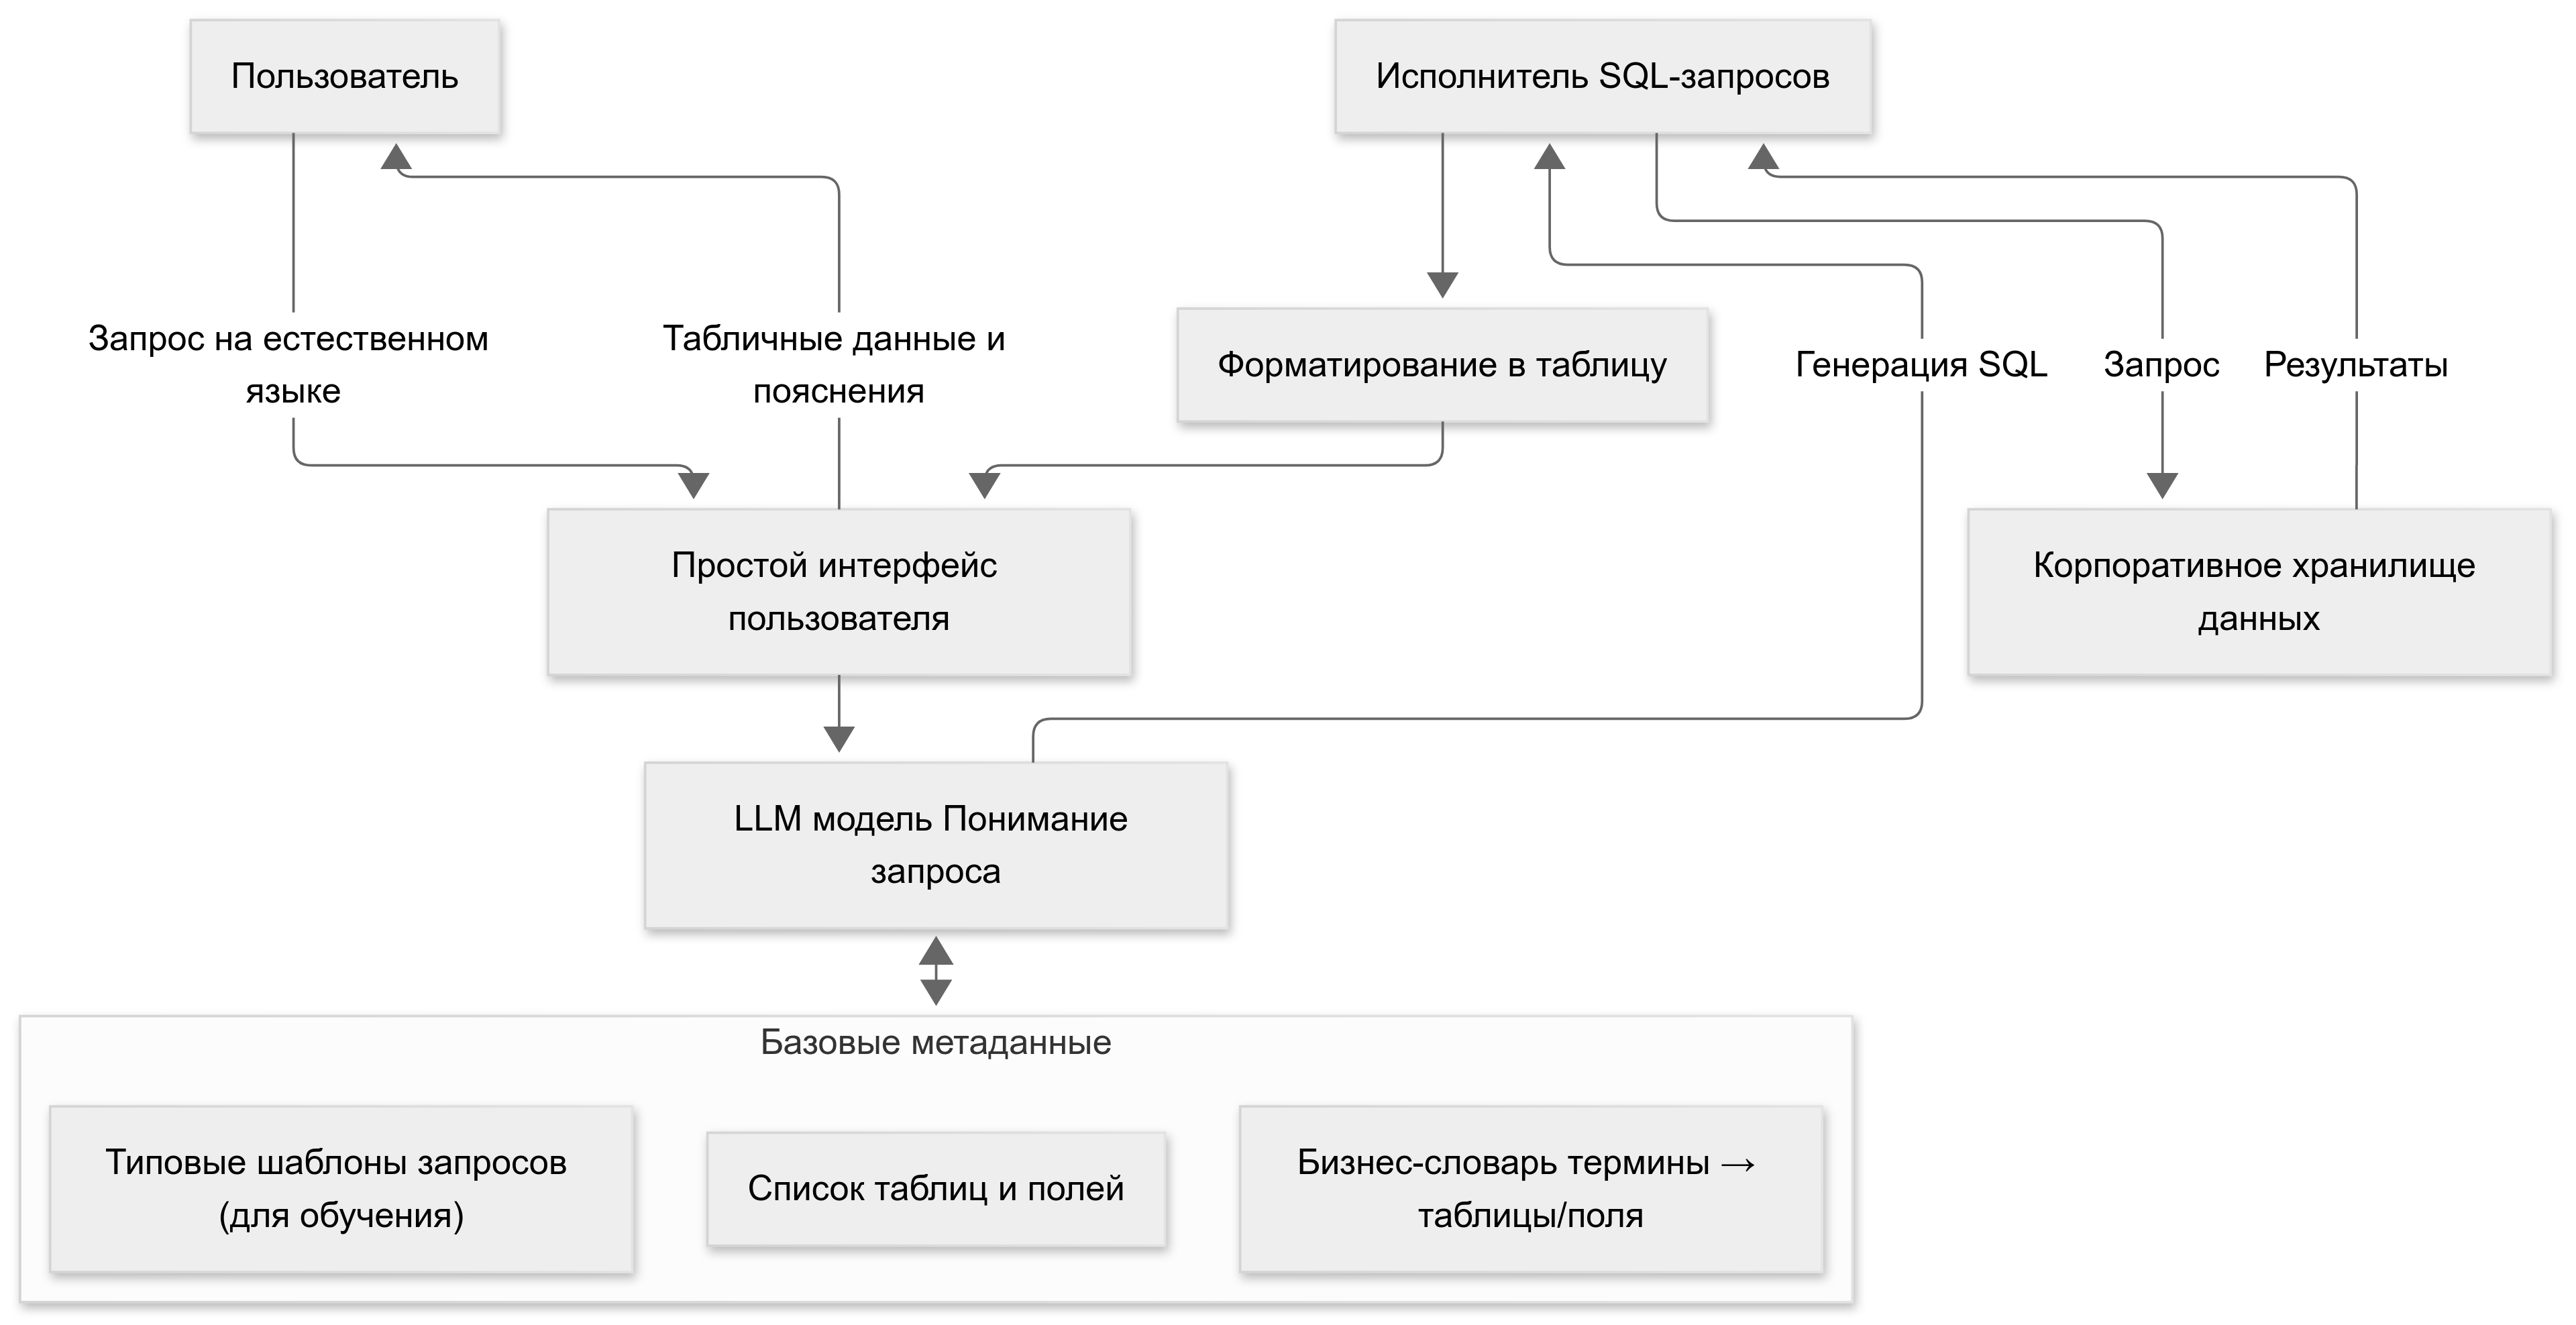 Пользователь
Исполнитель SQL-запросов
Запрос на естественном
языке
Табличные данные и
пояснения
Форматирование в таблицу
Генерация SQL
Запрос
Результаты
Простой интерфейс
пользователя
Корпоративное хранилище
данных
LLM модель Понимание
запроса
Базовые метаданные
Типовые шаблоны запросов
(для обучения)
Список таблиц и полей
Бизнес-словарь термины →
таблицы/поля